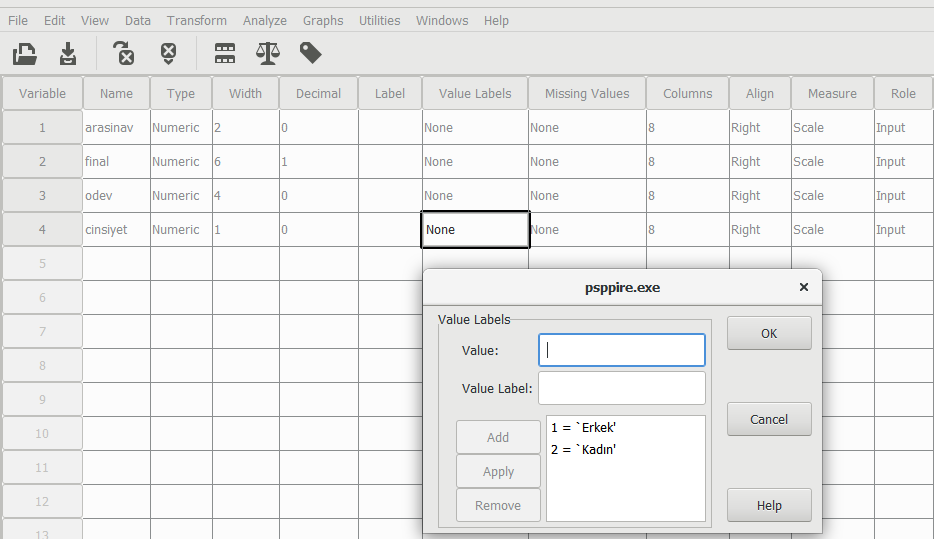 File Edit View Data Transform Analyze Graphs Utilities Windows Help
Variable Name Type Width Decimal Label Value Labels Missing Values Columns Align Measure Role
1 arasinav Numeric 2 0 None None 8 Right Scale Input
2 final Numeric 6 1 None None 8 Right Scale Input
3 odev Numeric 4 0 None None 8 Right Scale Input
4 cinsiyet Numeric 1 0 None None 8 Right Scale Input
5
6
7
8
9
10
11
12
13
psppire.exe
Value Labels
Value:
Value Label:
Add
Apply
Remove
1 = `Erkek'
2 = `Kadın'
OK
Cancel
Help